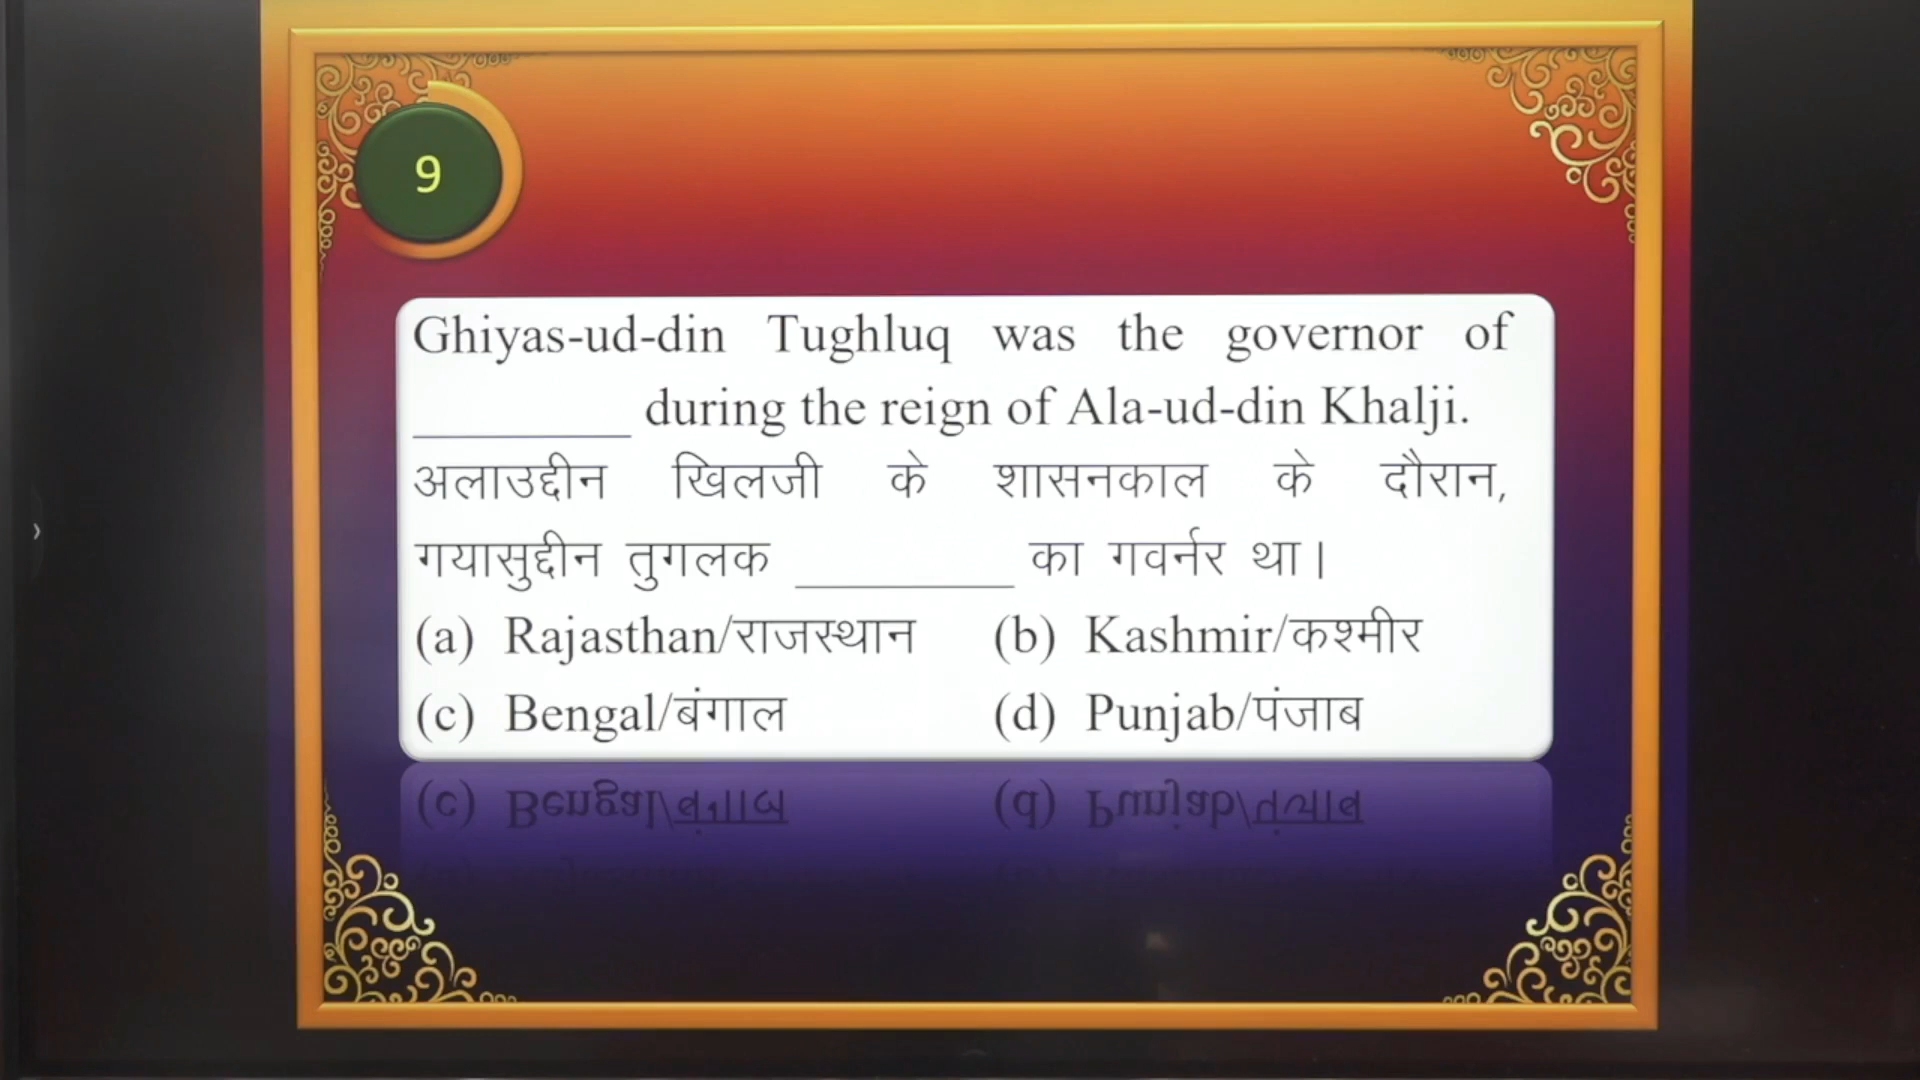 9
Ghiyas-ud-din Tughluq was the governor of
________ during the reign of Ala-ud-din Khalji.
अलाउद्दीन खिलजी के शासनकाल के दौरान,
गयासुद्दीन तुगलक ________ का गवर्नर था।
(a) Rajasthan/राजस्थान (b) Kashmir/कश्मीर
(c) Bengal/बंगाल (d) Punjab/पंजाब